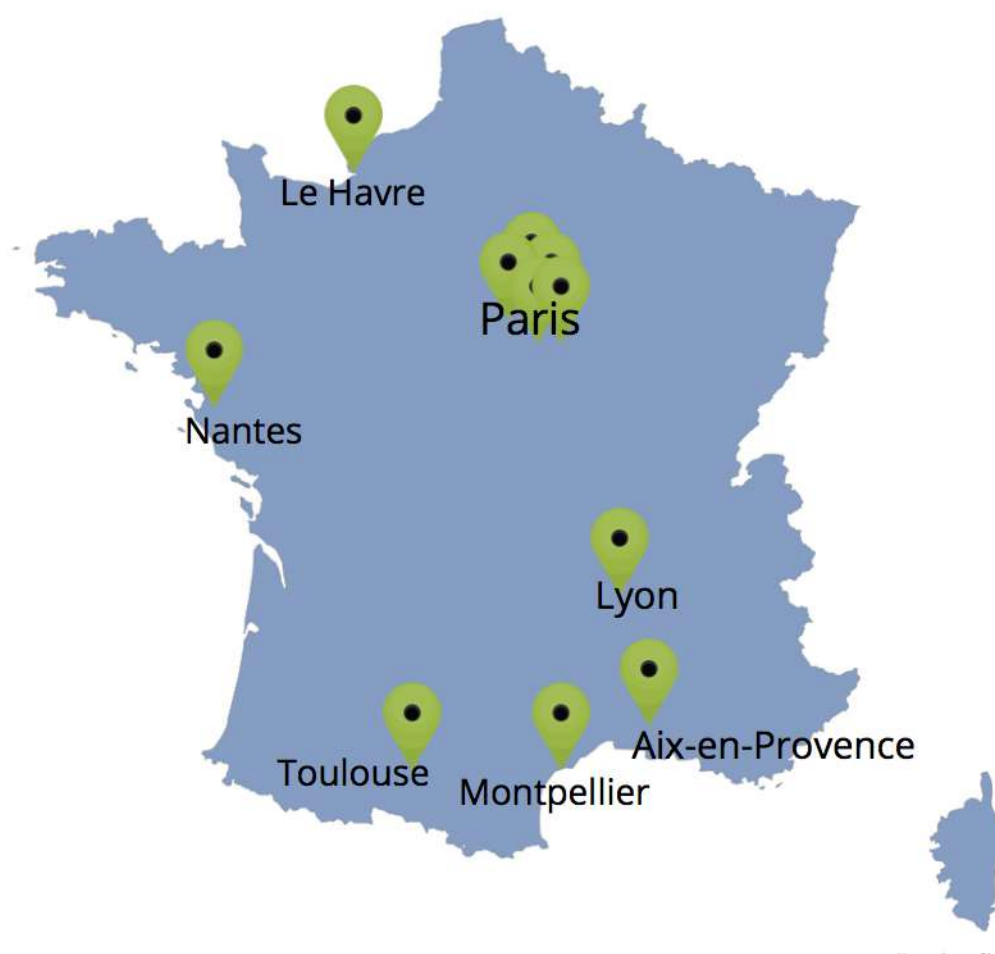 Le Havre
Paris
Nantes
Lyon
Aix-en-Provence
Toulouse
Montpellier